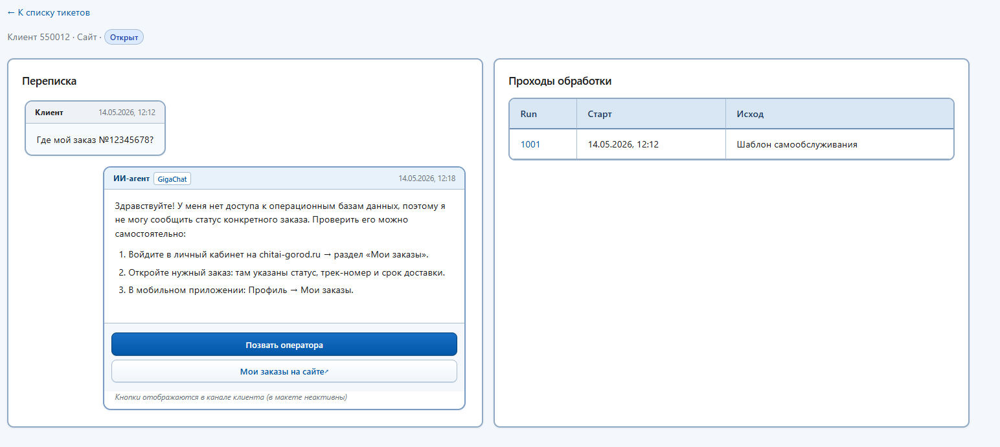 ← К списку тикетов
Клиент 550012 · Сайт · Открыт
Переписка
Клиент 14.05.2026, 12:12
Где мой заказ №12345678?
ИИ-агент GigaChat 14.05.2026, 12:18
Здравствуйте! У меня нет доступа к операционным базам данных, поэтому я
не могу сообщить статус конкретного заказа. Проверить его можно
самостоятельно:
1. Войдите в личный кабинет на chitai-gorod.ru → раздел «Мои заказы».
2. Откройте нужный заказ: там указаны статус, трек-номер и срок доставки.
3. В мобильном приложении: Профиль → Мои заказы.
Позвать оператора
Мои заказы на сайте↗
Кнопки отображаются в канале клиента (в макете неактивны)
Проходы обработки
Run Старт Исход
1001 14.05.2026, 12:12 Шаблон самообслуживания